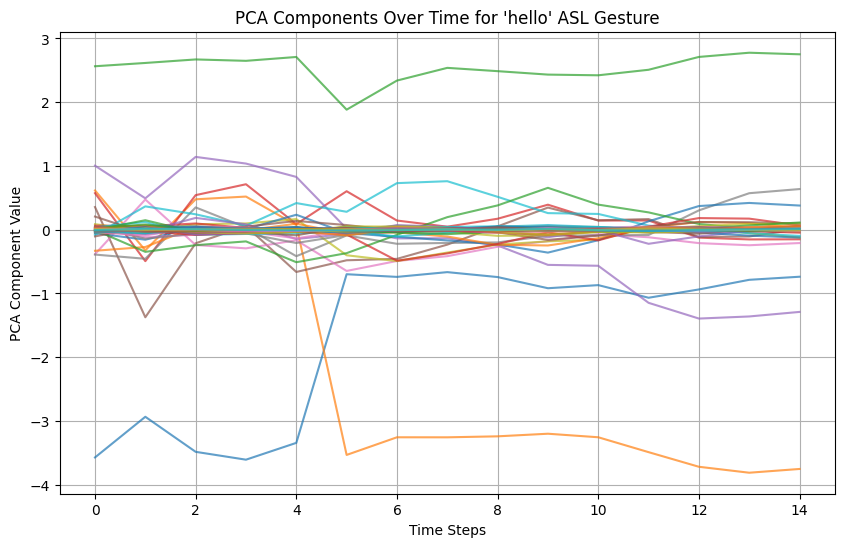 PCA Components Over Time for 'hello' ASL Gesture
PCA Component Value
3
2
1
0
−1
−2
−3
−4
0 2 4 6 8 10 12 14
Time Steps